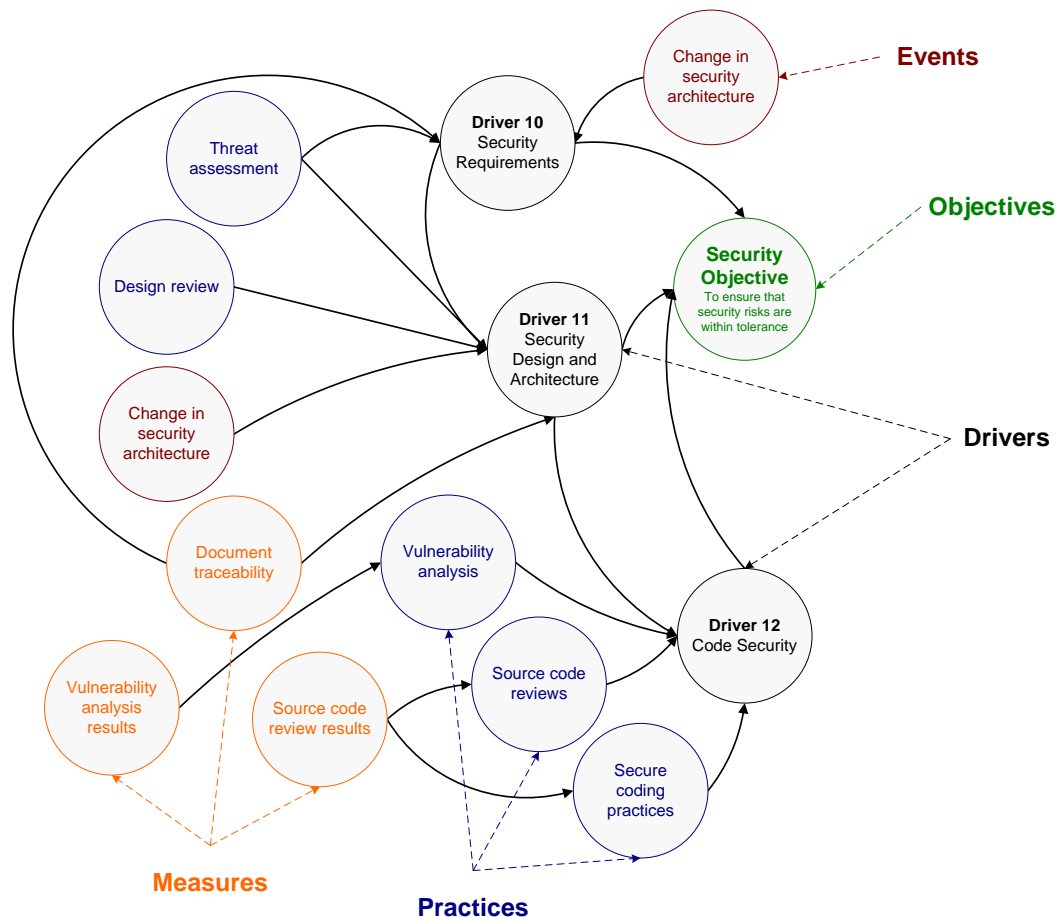 Change in
security
architecture
Events
Driver 10
Security
Requirements
Threat
assessment
Objectives
Security
Objective
To ensure that
security risks are
within tolerance
Design review
Driver 11
Security
Design and
Architecture
Change in
security
architecture
Drivers
Document
traceability
Vulnerability
analysis
Driver 12
Code Security
Source code
reviews
Vulnerability
analysis
results
Source code
review results
Secure
coding
practices
Measures
Practices